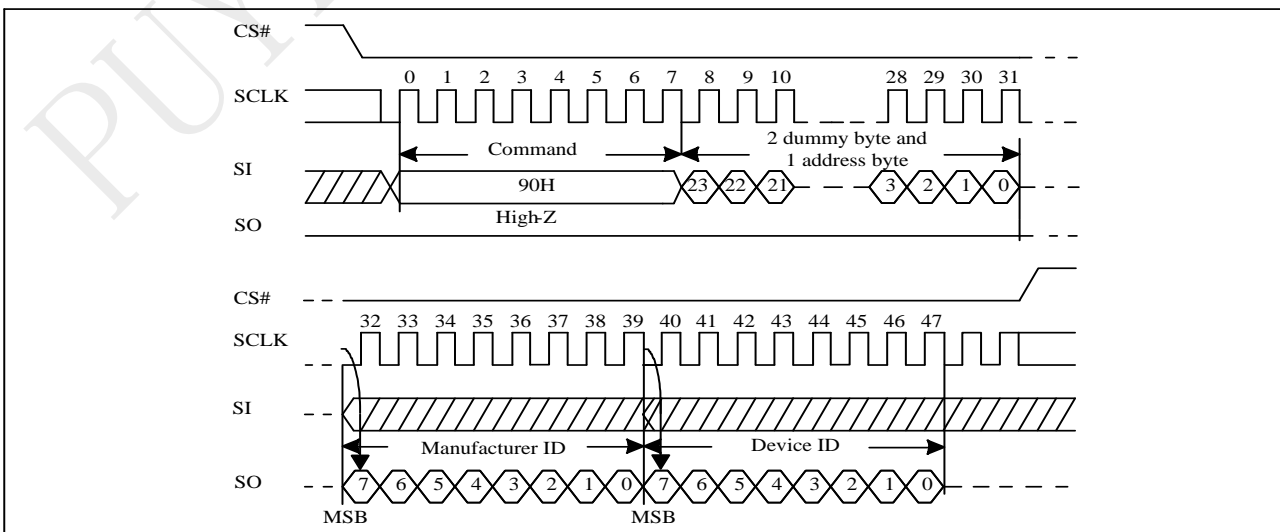 PUY
CS#
0 1 2 3 4 5 6 7 8 9 10 28 29 30 31
SCLK
Command
2 dummy byte and
1 address byte
SI
90H
23 22 21 3 2 1 0
High-Z
SO
CS#
32 33 34 35 36 37 38 39 40 41 42 43 44 45 46 47
SCLK
SI
Manufacturer ID
Device ID
SO
7 6 5 4 3 2 1 0 7 6 5 4 3 2 1 0
MSB
MSB